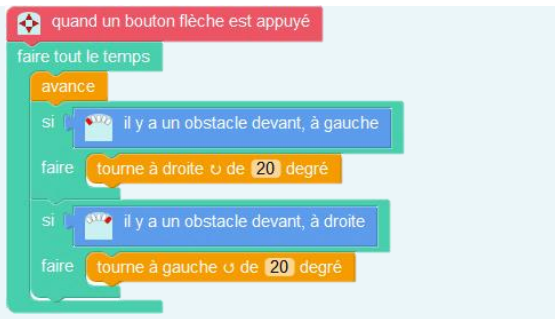 quand un bouton flèche est appuyé
faire tout le temps
avance
si il y a un obstacle devant, à gauche
faire tourne à droite ↻ de 20 degré
si il y a un obstacle devant, à droite
faire tourne à gauche ↺ de 20 degré